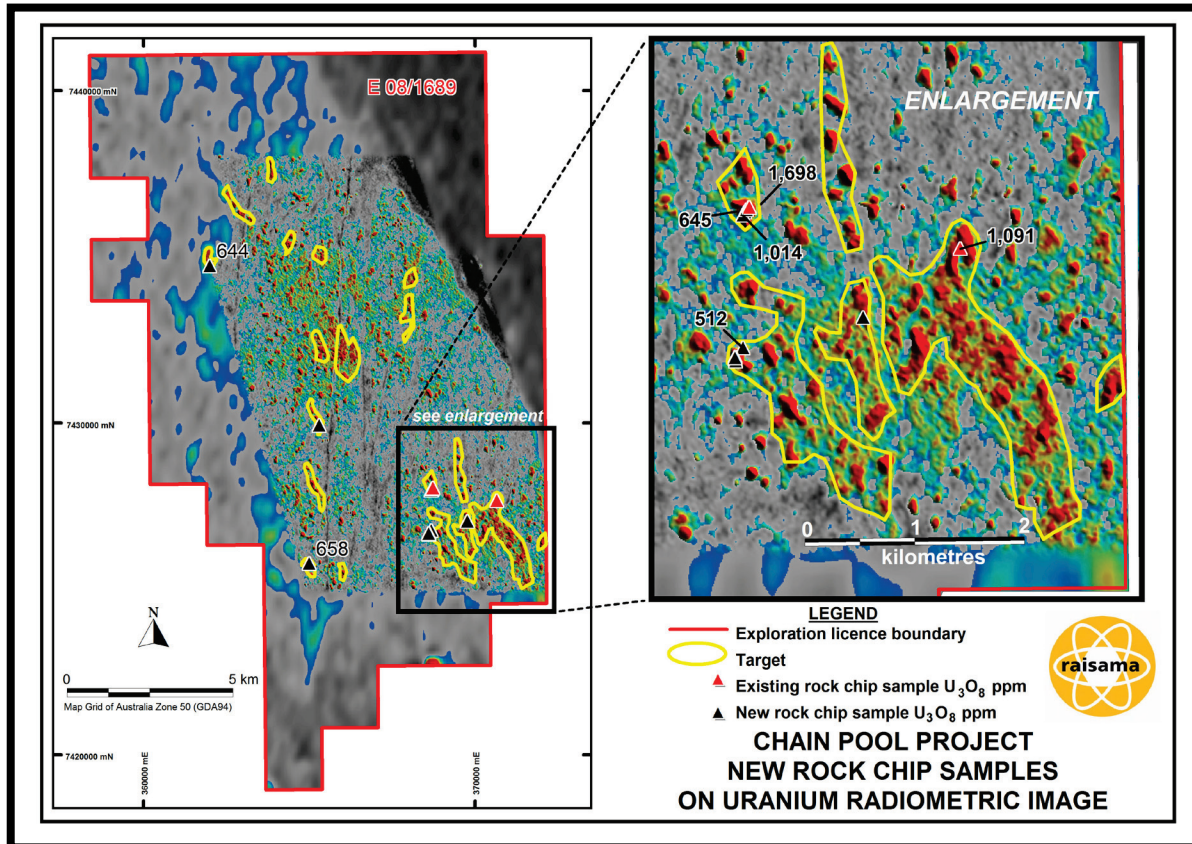 7440000 mN
E 08/1689
644
7430000 mN
see enlargement
658
N
0 5 km
Map Grid of Australia Zone 50 (GDA94)
7420000 mN
360000 mE
370000 mE
ENLARGEMENT
1,698
645
1,014
1,091
512
0 1 2
kilometres
LEGEND
Exploration licence boundary
Target
Existing rock chip sample U₃O₈ ppm
New rock chip sample U₃O₈ ppm
raisama
CHAIN POOL PROJECT
NEW ROCK CHIP SAMPLES
ON URANIUM RADIOMETRIC IMAGE